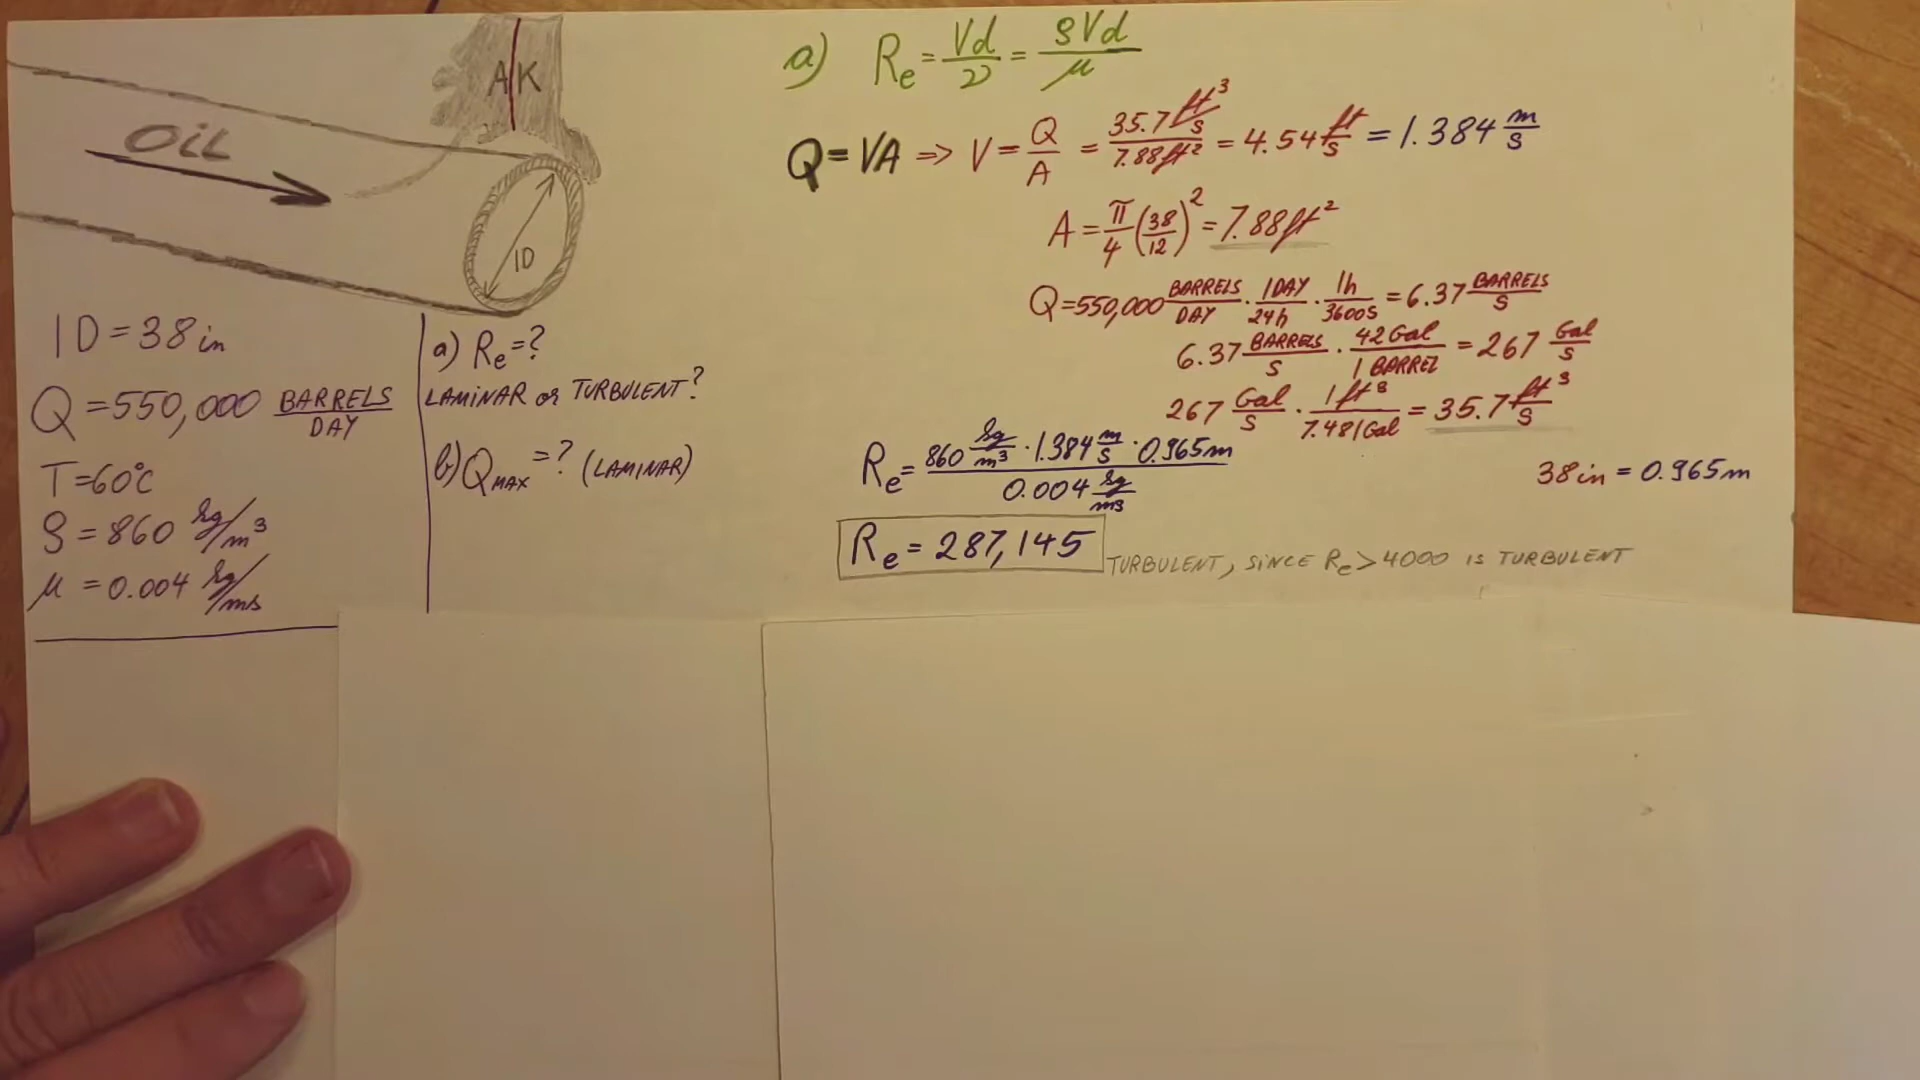 A K
OiL
ID
ID = 38 in
Q = 550,000 BARRELS/DAY
T = 60°C
ρ = 860 kg/m³
μ = 0.004 kg/ms
a) Re = ?
LAMINAR or TURBULENT?
b) QMAX = ? (LAMINAR)
a) Re = Vd/ν = ρVd/μ
Q = VA => V = Q/A = 35.7 ft³/s / 7.88 ft² = 4.54 ft/s = 1.384 m/s
A = π/4 (38/12)² = 7.88 ft²
Q = 550,000 BARRELS/DAY · 1 DAY/24h · 1h/3600s = 6.37 BARRELS/s
6.37 BARRELS/s · 42 Gal/1 BARREL = 267 Gal/s
267 Gal/s · 1 ft³/7.481 Gal = 35.7 ft³/s
Re = 860 kg/m³ · 1.384 m/s · 0.965m / 0.004 kg/ms
38 in = 0.965 m
Re = 287,145
TURBULENT, SINCE Re > 4000 is TURBULENT